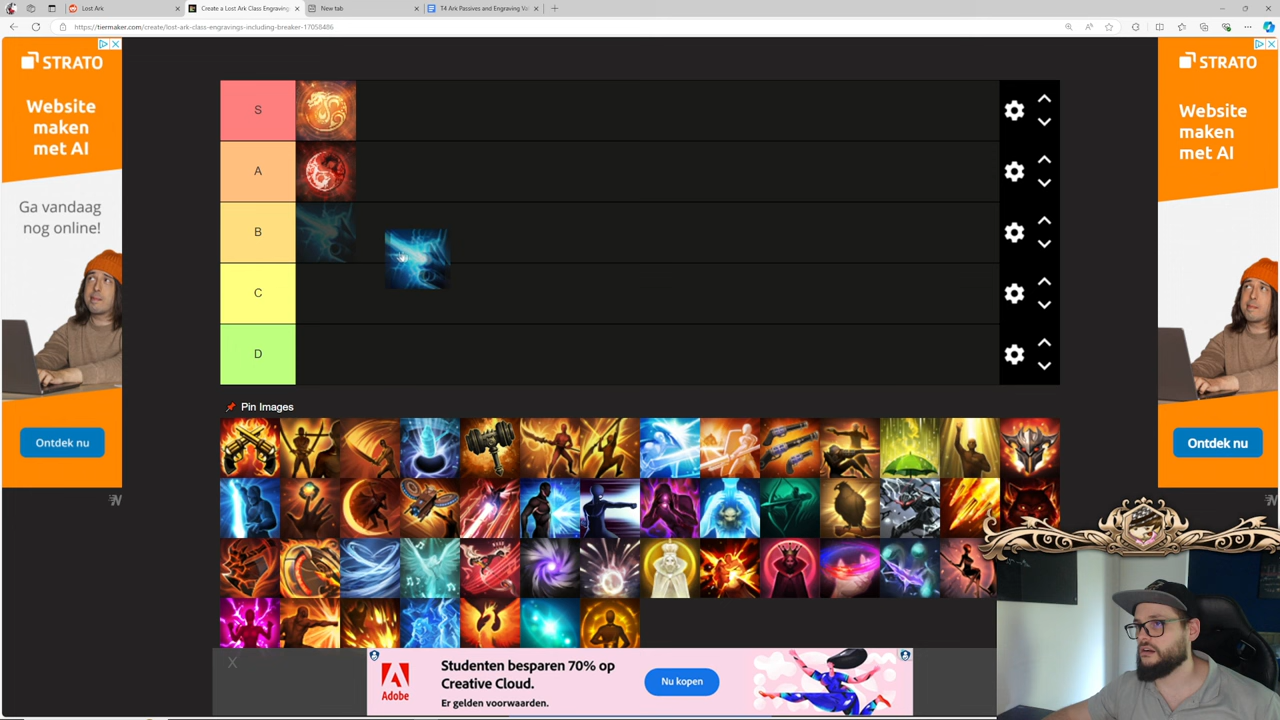 Lost Ark
Create a Lost Ark Class Engraving
New tab
T4 Ark Passives and Engraving Va
https://tiermaker.com/create/lost-ark-class-engravings-including-breaker-17058486
STRATO
Website
maken
met AI
Ga vandaag
nog online!
Ontdek nu
S
A
B
C
D
Pin Images
STRATO
Website
maken
met AI
Ontdek nu
X
Adobe
Studenten besparen 70% op
Creative Cloud.
Er gelden voorwaarden.
Nu kopen